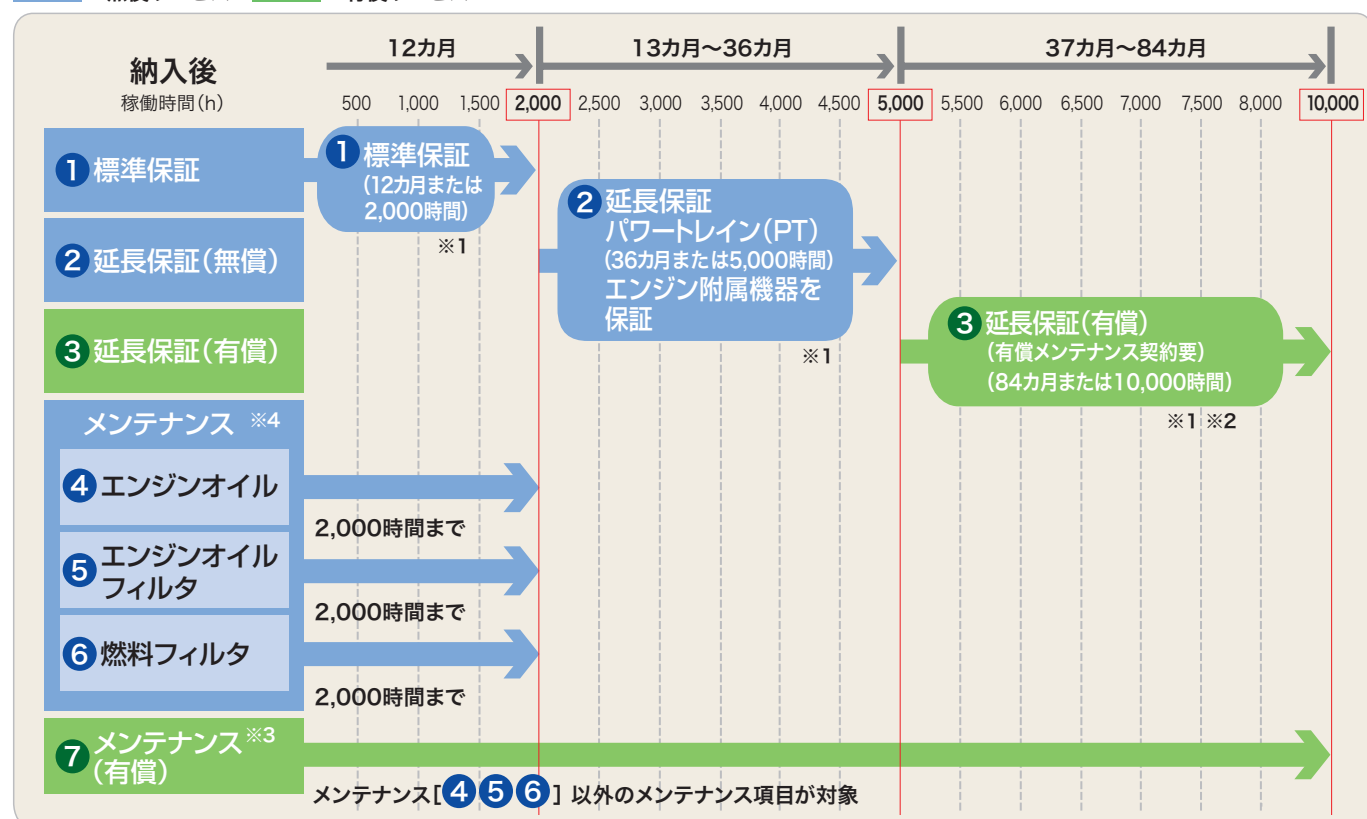 12カ月
13カ月～36カ月
37カ月～84カ月
納入後
稼働時間(h)
500 1,000 1,500 2,000 2,500 3,000 3,500 4,000 4,500 5,000 5,500 6,000 6,500 7,000 7,500 8,000 10,000
❶標準保証
❶標準保証
(12カ月または
2,000時間)
※1
❷延長保証(無償)
❷延長保証
パワートレイン(PT)
(36カ月または5,000時間)
エンジン附属機器を
保証
※1
❸延長保証(有償)
❸延長保証(有償)
(有償メンテナンス契約要)
(84カ月または10,000時間)
※1 ※2
メンテナンス ※4
❹エンジンオイル
2,000時間まで
❺エンジンオイル
フィルタ
2,000時間まで
❻燃料フィルタ
2,000時間まで
❼メンテナンス※3
(有償)
メンテナンス[❹❺❻] 以外のメンテナンス項目が対象